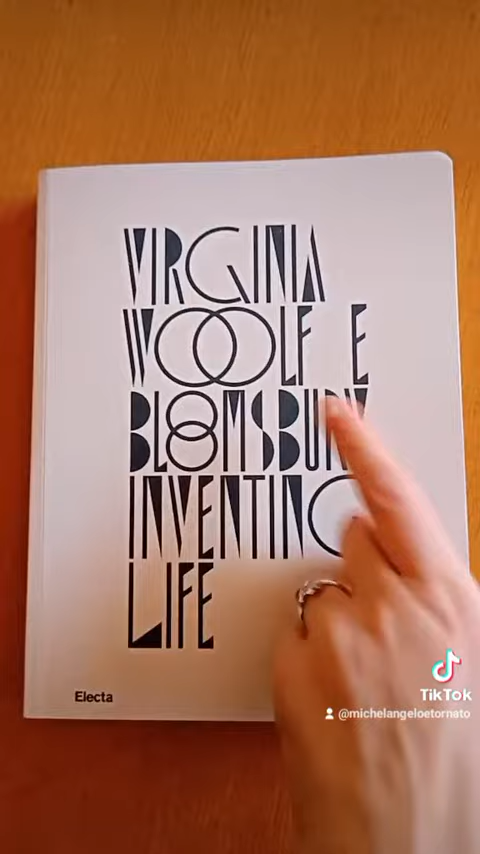 VIRGINIA
WOOLF E
BLOOMSBURY
INVENTING
LIFE
Electa
TikTok
@michelangeloetornato